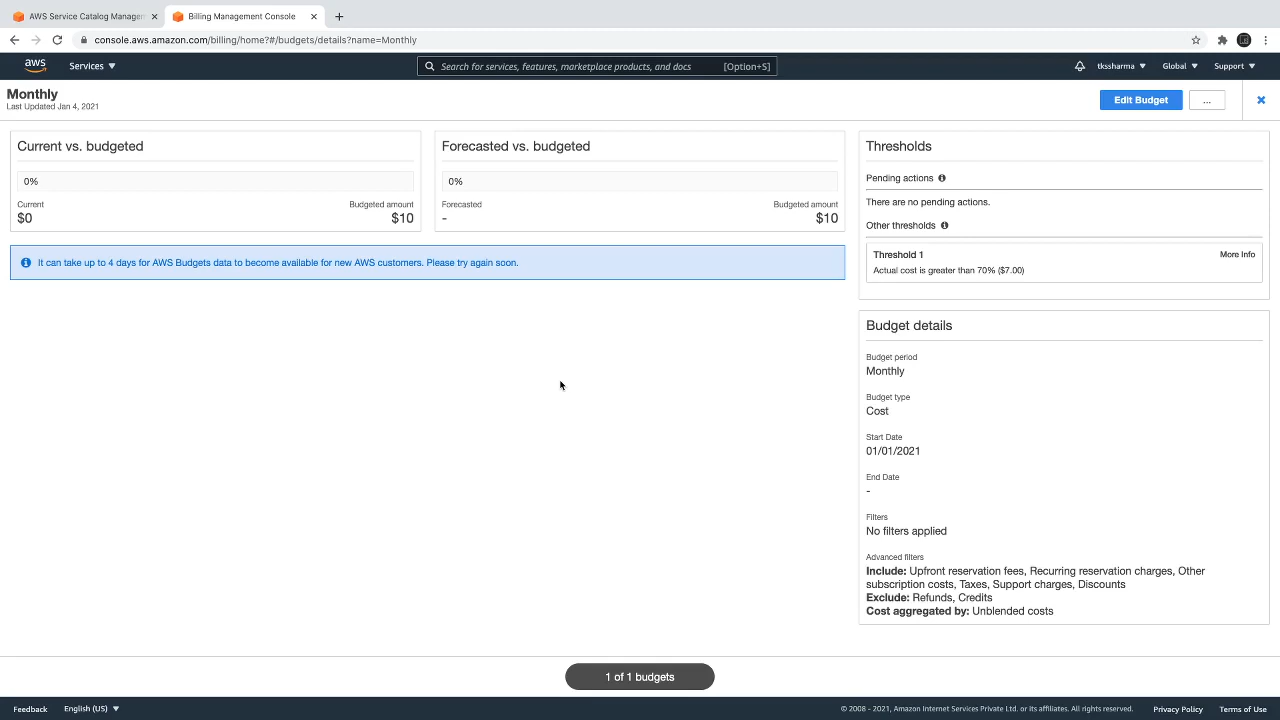 AWS Service Catalog Managem
Billing Management Console
console.aws.amazon.com/billing/home?#/budgets/details?name=Monthly
aws
Services
Search for services, features, marketplace products, and docs [Option+S]
tkssharma
Global
Support
Monthly
Last Updated Jan 4, 2021
Edit Budget
...
Current vs. budgeted
0%
Current Budgeted amount
$0 $10
Forecasted vs. budgeted
0%
Forecasted Budgeted amount
- $10
It can take up to 4 days for AWS Budgets data to become available for new AWS customers. Please try again soon.
Thresholds
Pending actions
There are no pending actions.
Other thresholds
Threshold 1 More Info
Actual cost is greater than 70% ($7.00)
Budget details
Budget period
Monthly
Budget type
Cost
Start Date
01/01/2021
End Date
-
Filters
No filters applied
Advanced filters
Include: Upfront reservation fees, Recurring reservation charges, Other
subscription costs, Taxes, Support charges, Discounts
Exclude: Refunds, Credits
Cost aggregated by: Unblended costs
1 of 1 budgets
Feedback
English (US)
© 2008 - 2021, Amazon Internet Services Private Ltd. or its affiliates. All rights reserved.
Privacy Policy
Terms of Use